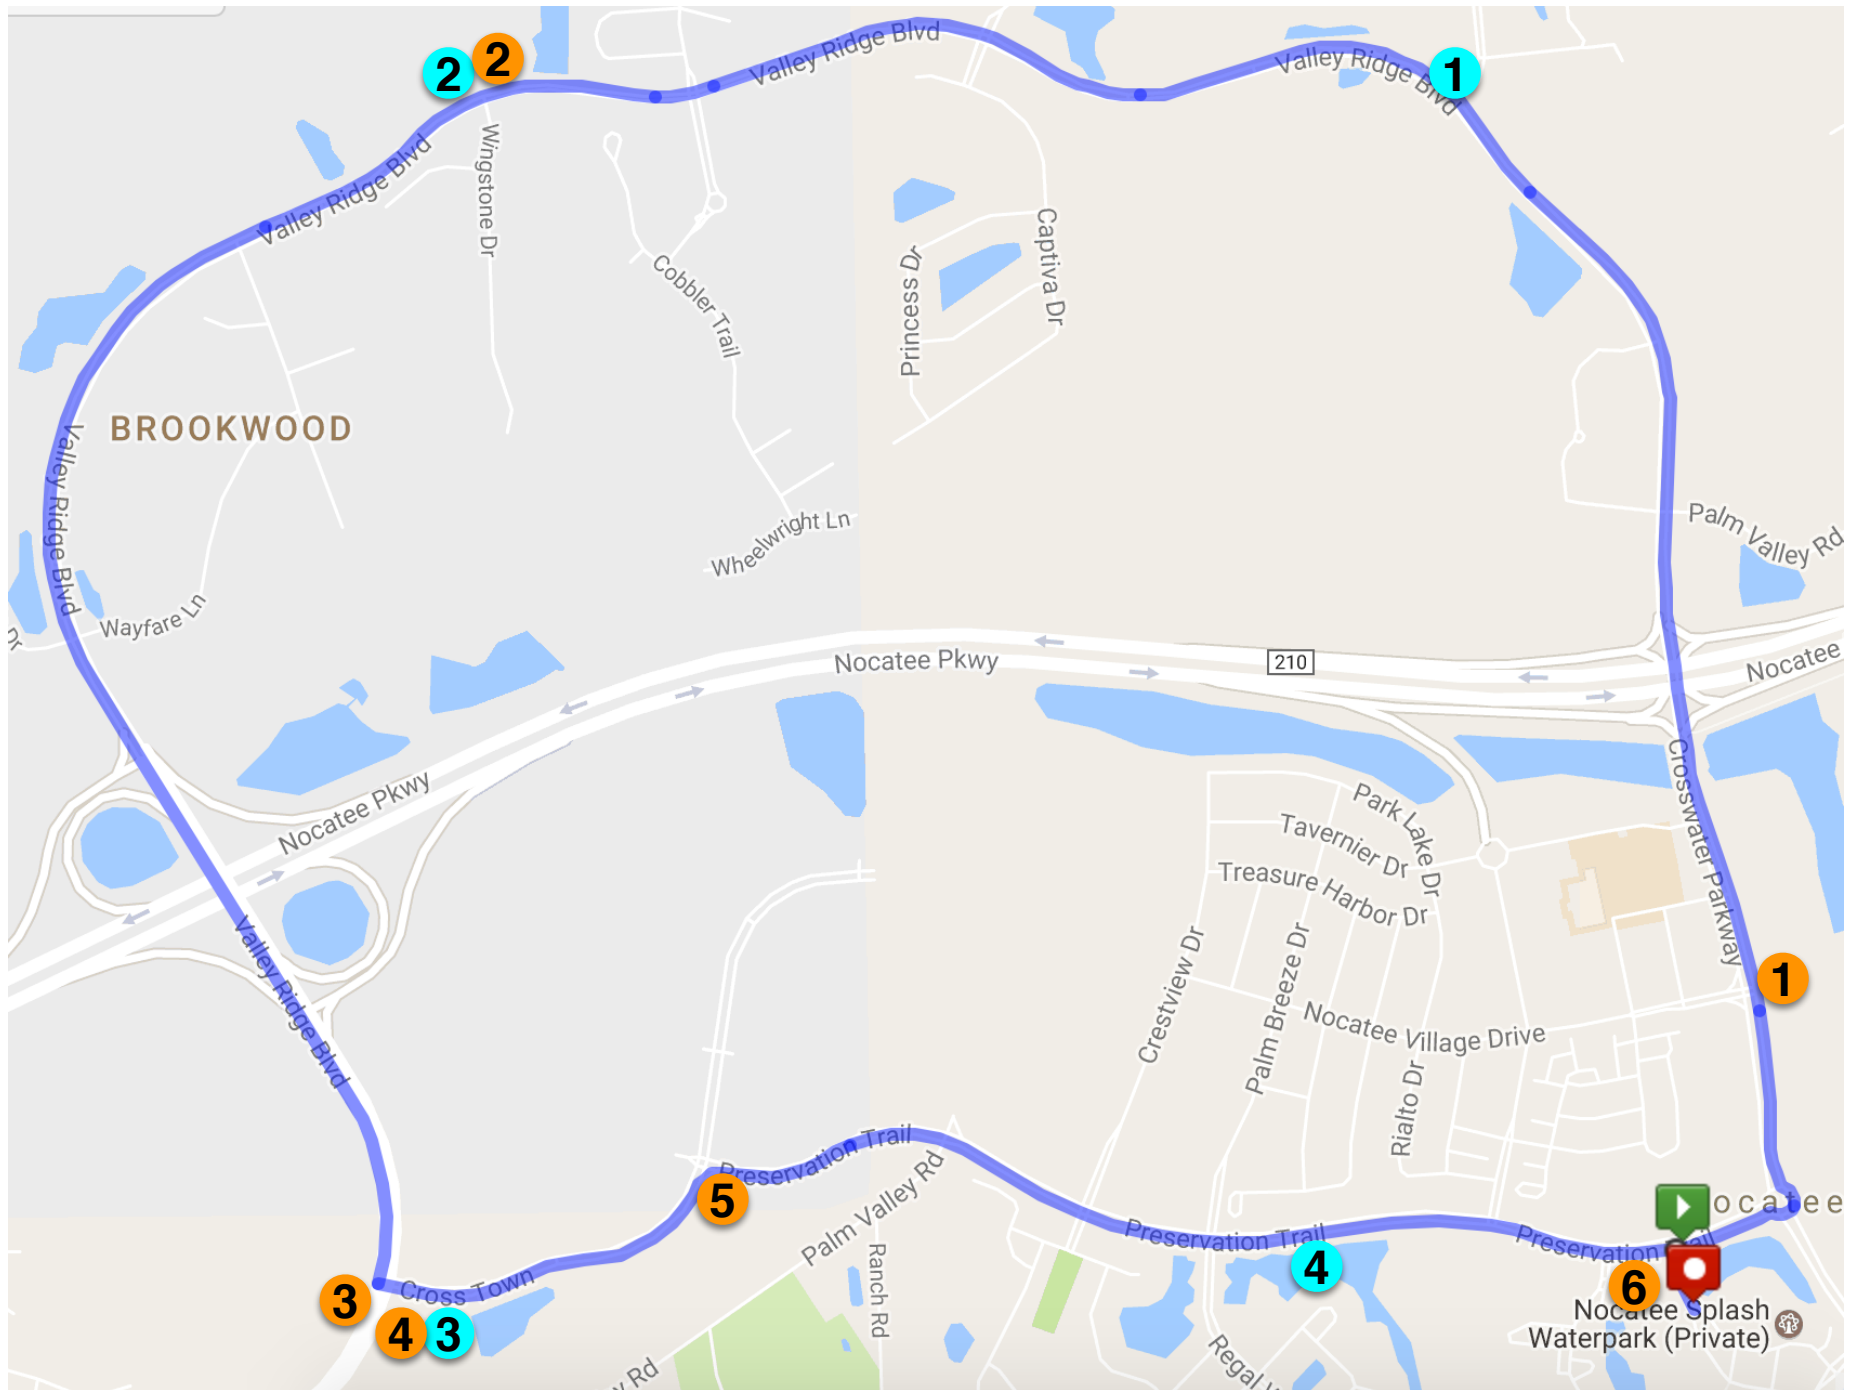 2
2
Valley Ridge Blvd
Valley Ridge Blvd
1
Valley Ridge Blvd
Wingstone Dr
Cobbler Trail
Princess Dr
Captiva Dr
BROOKWOOD
Valley Ridge Blvd
Wheelwright Ln
Palm Valley Rd
Wayfare Ln
Dr
Nocatee Pkwy
210
Nocatee
Nocatee Pkwy
Crosswater Parkway
Park Lake Dr
Tavernier Dr
Treasure Harbor Dr
Valley Ridge Blvd
Crestview Dr
Palm Breeze Dr
1
Nocatee Village Drive
Rialto Dr
Preservation Trail
5
Palm Valley Rd
ocatee
Preservation Trail
Preservation Trail
4
Ranch Rd
Cross Town
3
4
3
6
Nocatee Splash
Waterpark (Private)
y Rd
Regal